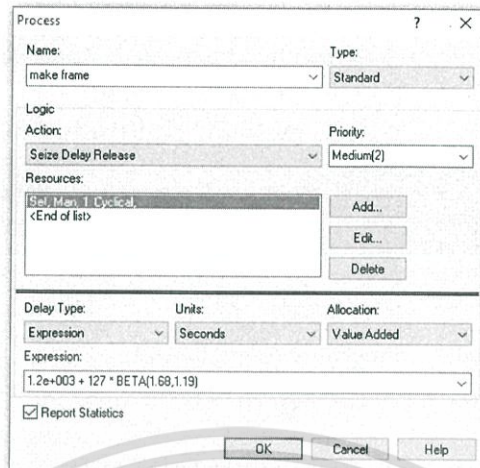 Process ? ×
Name: Type:
make frame Standard
Logic
Action: Priority:
Seize Delay Release Medium(2)
Resources:
Sel, Man, 1, Cyclical,
<End of list>
Add...
Edit...
Delete
Delay Type: Units: Allocation:
Expression Seconds Value Added
Expression:
1.2e+003 + 127 * BETA(1.68,1.19)
Report Statistics
OK Cancel Help